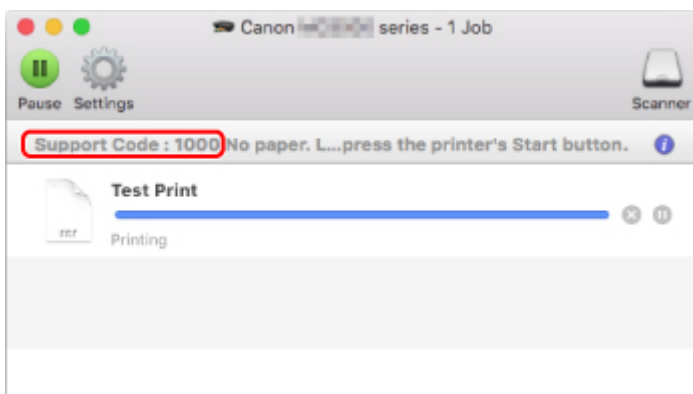 Canon series - 1 Job
Pause Settings
Scanner
Support Code : 1000 No paper. L...press the printer's Start button.
Test Print
Printing